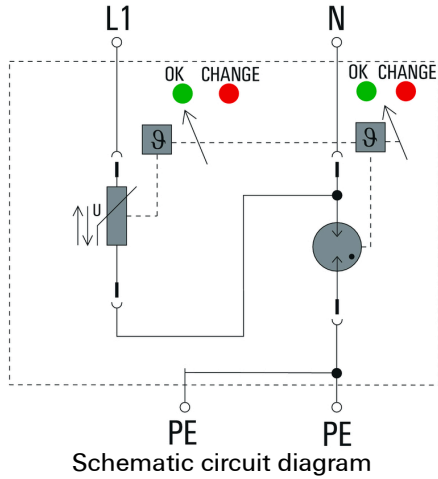 L1 N
OK CHANGE OK CHANGE
ϑ ϑ
U
PE PE
Schematic circuit diagram